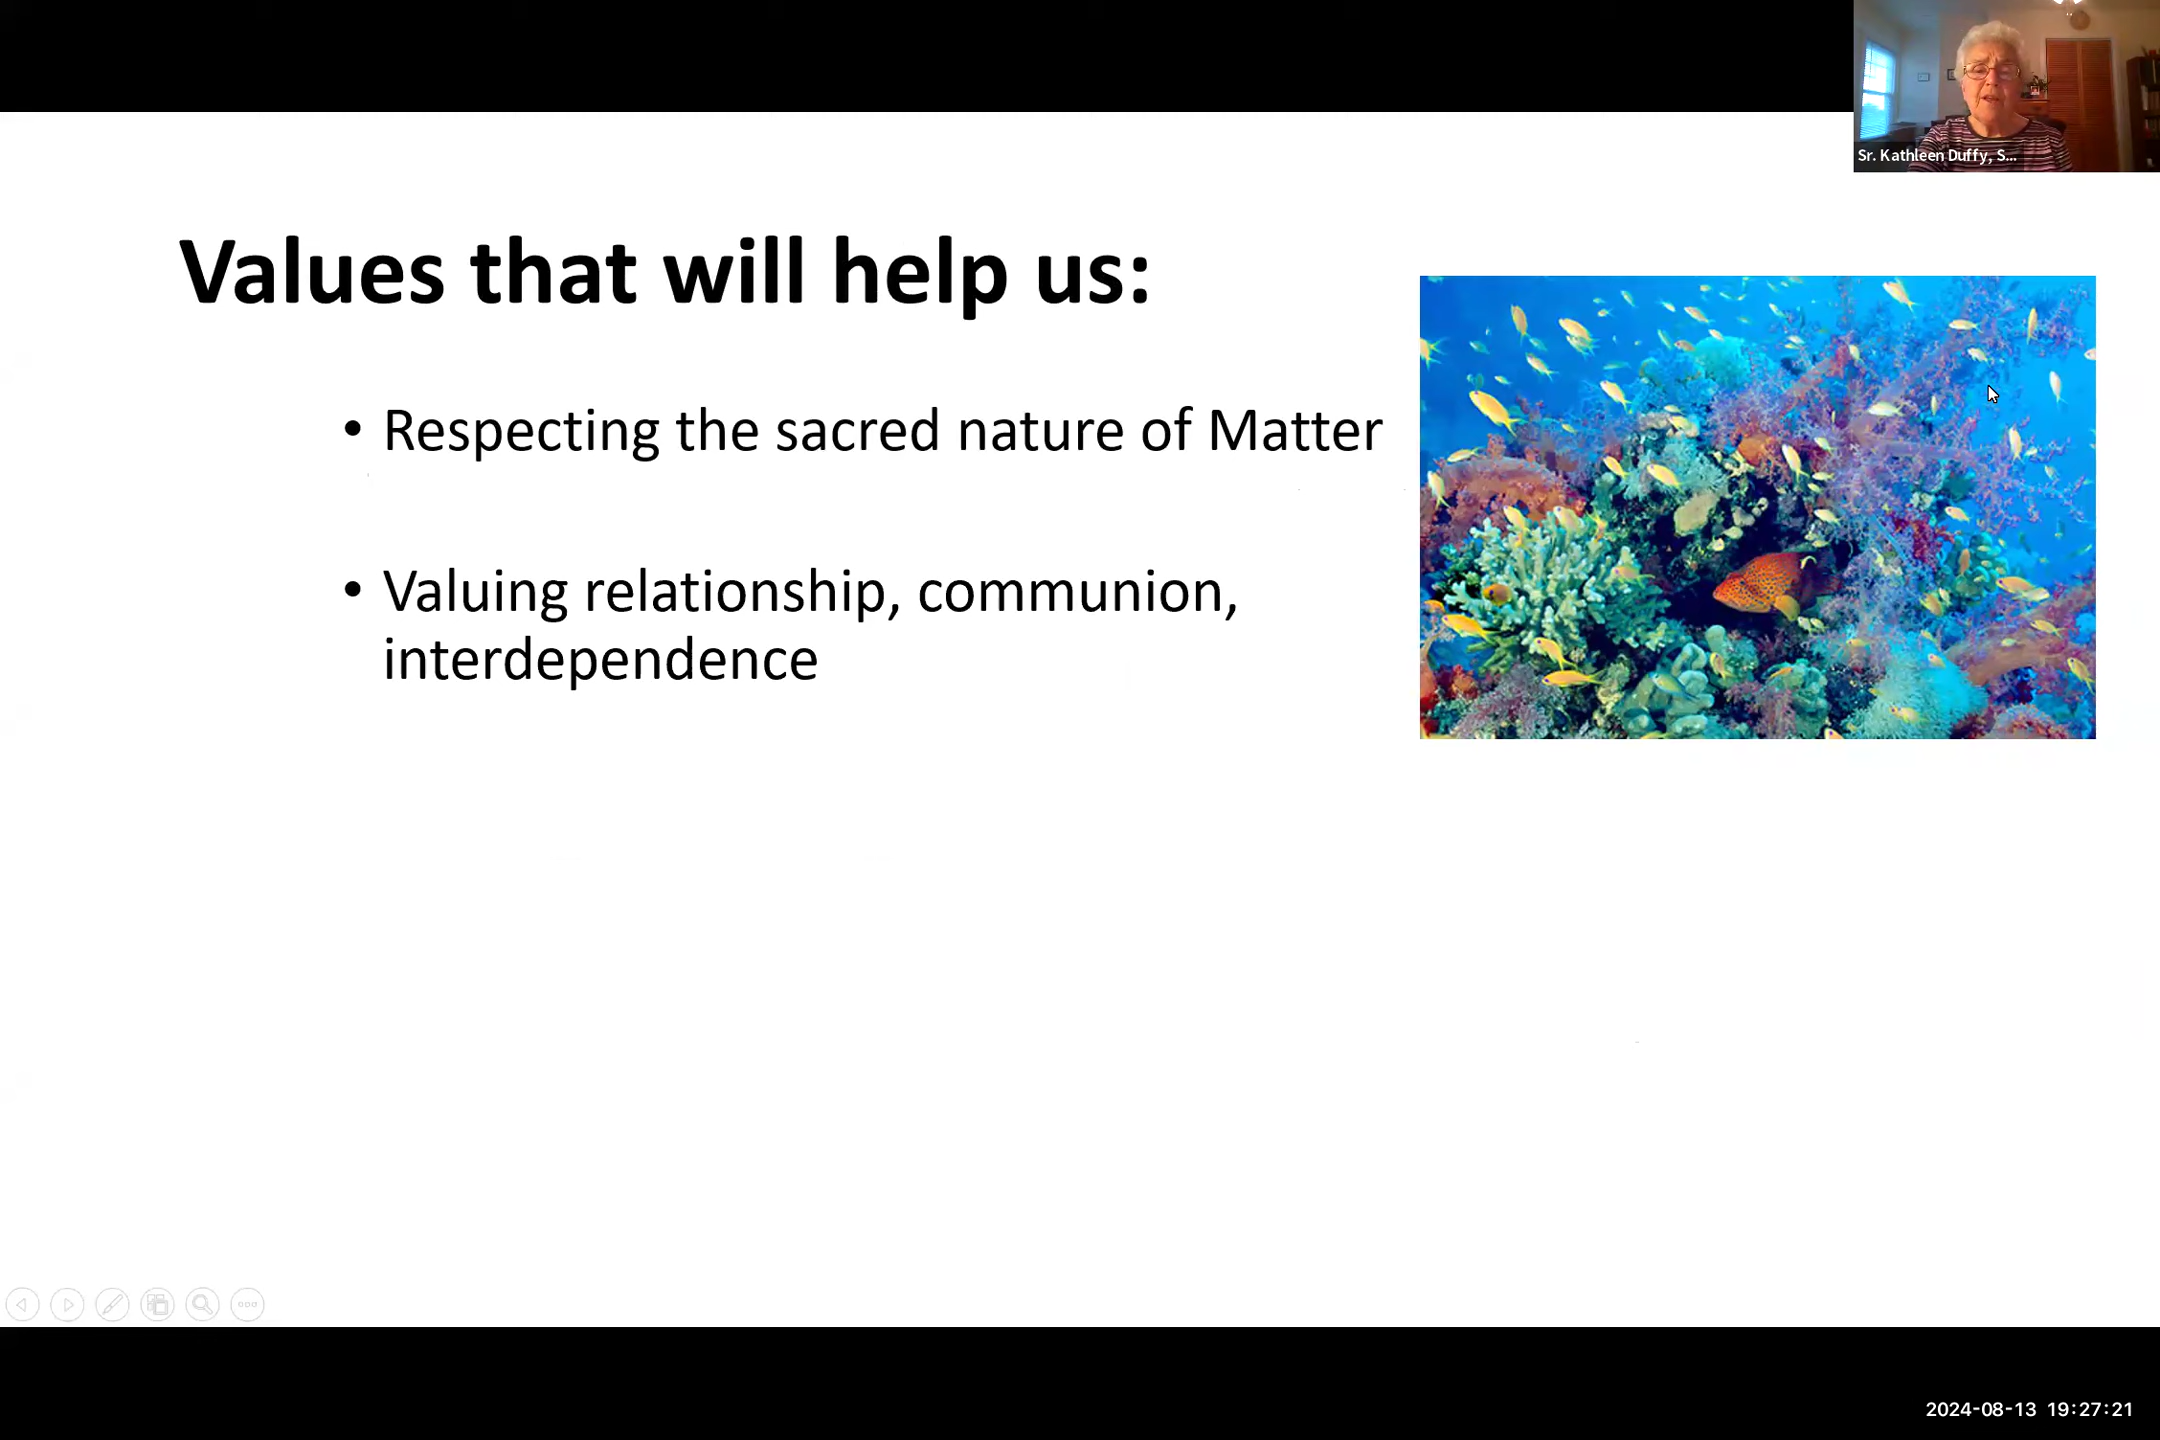 Sr. Kathleen Duffy, S...
Values that will help us:
• Respecting the sacred nature of Matter
• Valuing relationship, communion,
interdependence
2024-08-13 19:27:21